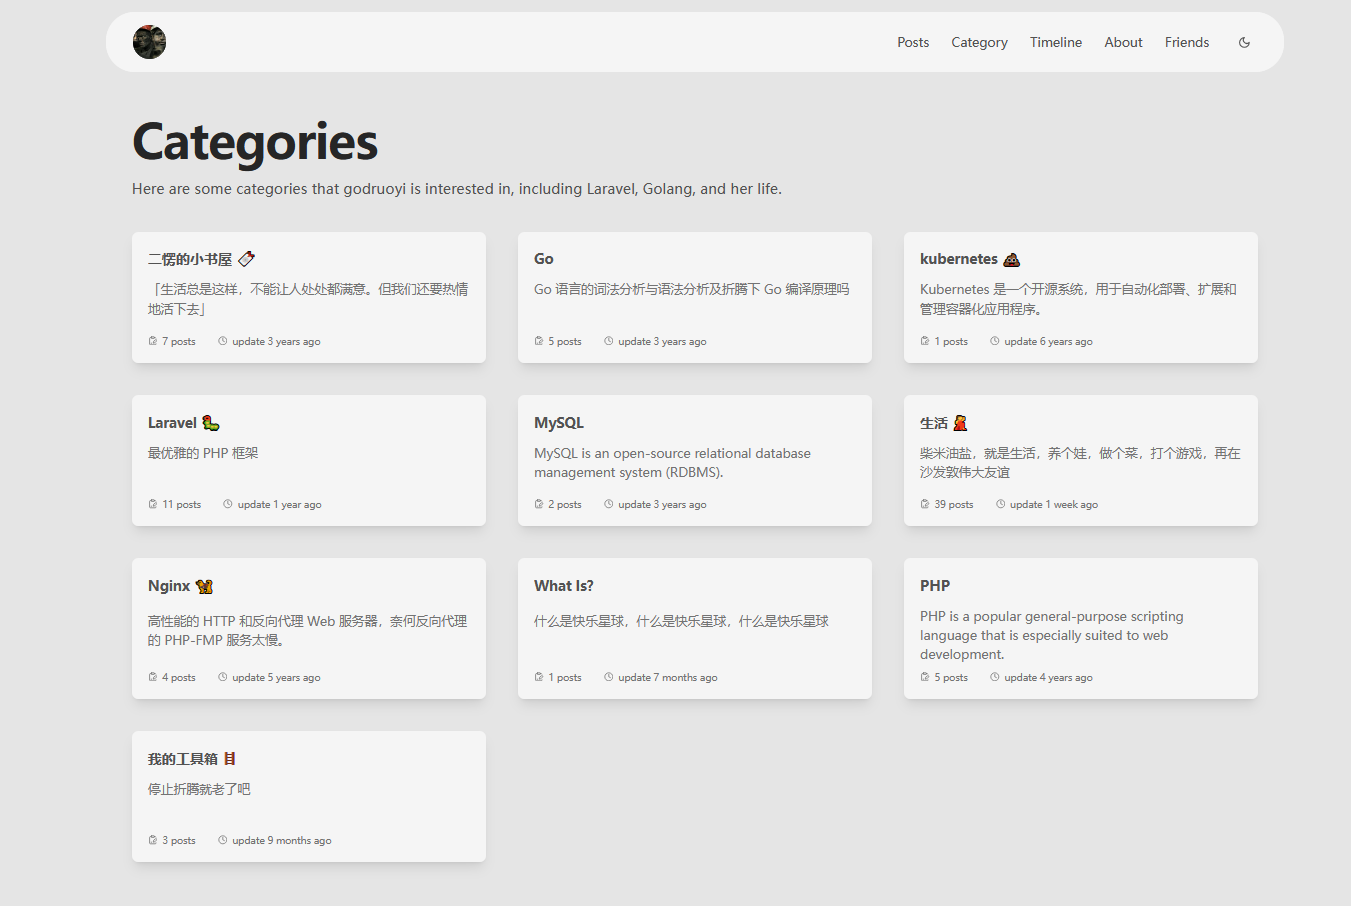 Posts Category Timeline About Friends
Categories
Here are some categories that godruoyi is interested in, including Laravel, Golang, and her life.
二愣的小书屋
「生活总是这样，不能让人处处都满意。但我们还要热情
地活下去」
7 posts update 3 years ago
Go
Go 语言的词法分析与语法分析及折腾下 Go 编译原理吗
5 posts update 3 years ago
kubernetes 💩
Kubernetes 是一个开源系统，用于自动化部署、扩展和
管理容器化应用程序。
1 posts update 6 years ago
Laravel 🐛
最优雅的 PHP 框架
11 posts update 1 year ago
MySQL
MySQL is an open-source relational database
management system (RDBMS).
2 posts update 3 years ago
生活
柴米油盐，就是生活，养个娃，做个菜，打个游戏，再在
沙发敦伟大友谊
39 posts update 1 week ago
Nginx
高性能的 HTTP 和反向代理 Web 服务器，奈何反向代理
的 PHP-FMP 服务太慢。
4 posts update 5 years ago
What Is?
什么是快乐星球，什么是快乐星球，什么是快乐星球
1 posts update 7 months ago
PHP
PHP is a popular general-purpose scripting
language that is especially suited to web
development.
5 posts update 4 years ago
我的工具箱
停止折腾就老了吧
3 posts update 9 months ago